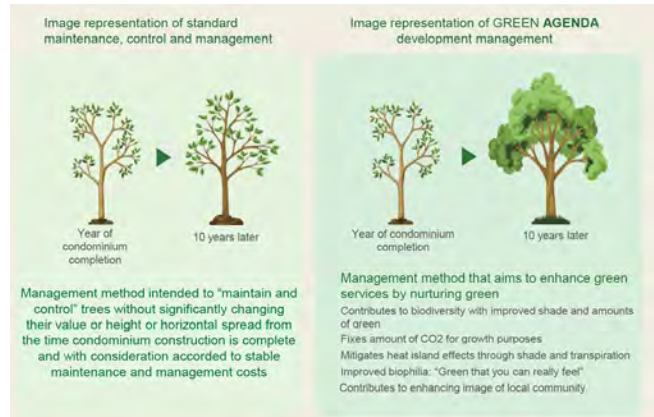 Image representation of standard
maintenance, control and management
Year of
condominium
completion
10 years later
Management method intended to “maintain and
control” trees without significantly changing
their value or height or horizontal spread from
the time condominium construction is complete
and with consideration accorded to stable
maintenance and management costs
Image representation of GREEN AGENDA
development management
Year of condominium
completion
10 years later
Management method that aims to enhance green
services by nurturing green
Contributes to biodiversity with improved shade and amounts
of green
Fixes amount of CO2 for growth purposes
Mitigates heat island effects through shade and transpiration
Improved biophilia: “Green that you can really feel”
Contributes to enhancing image of local community